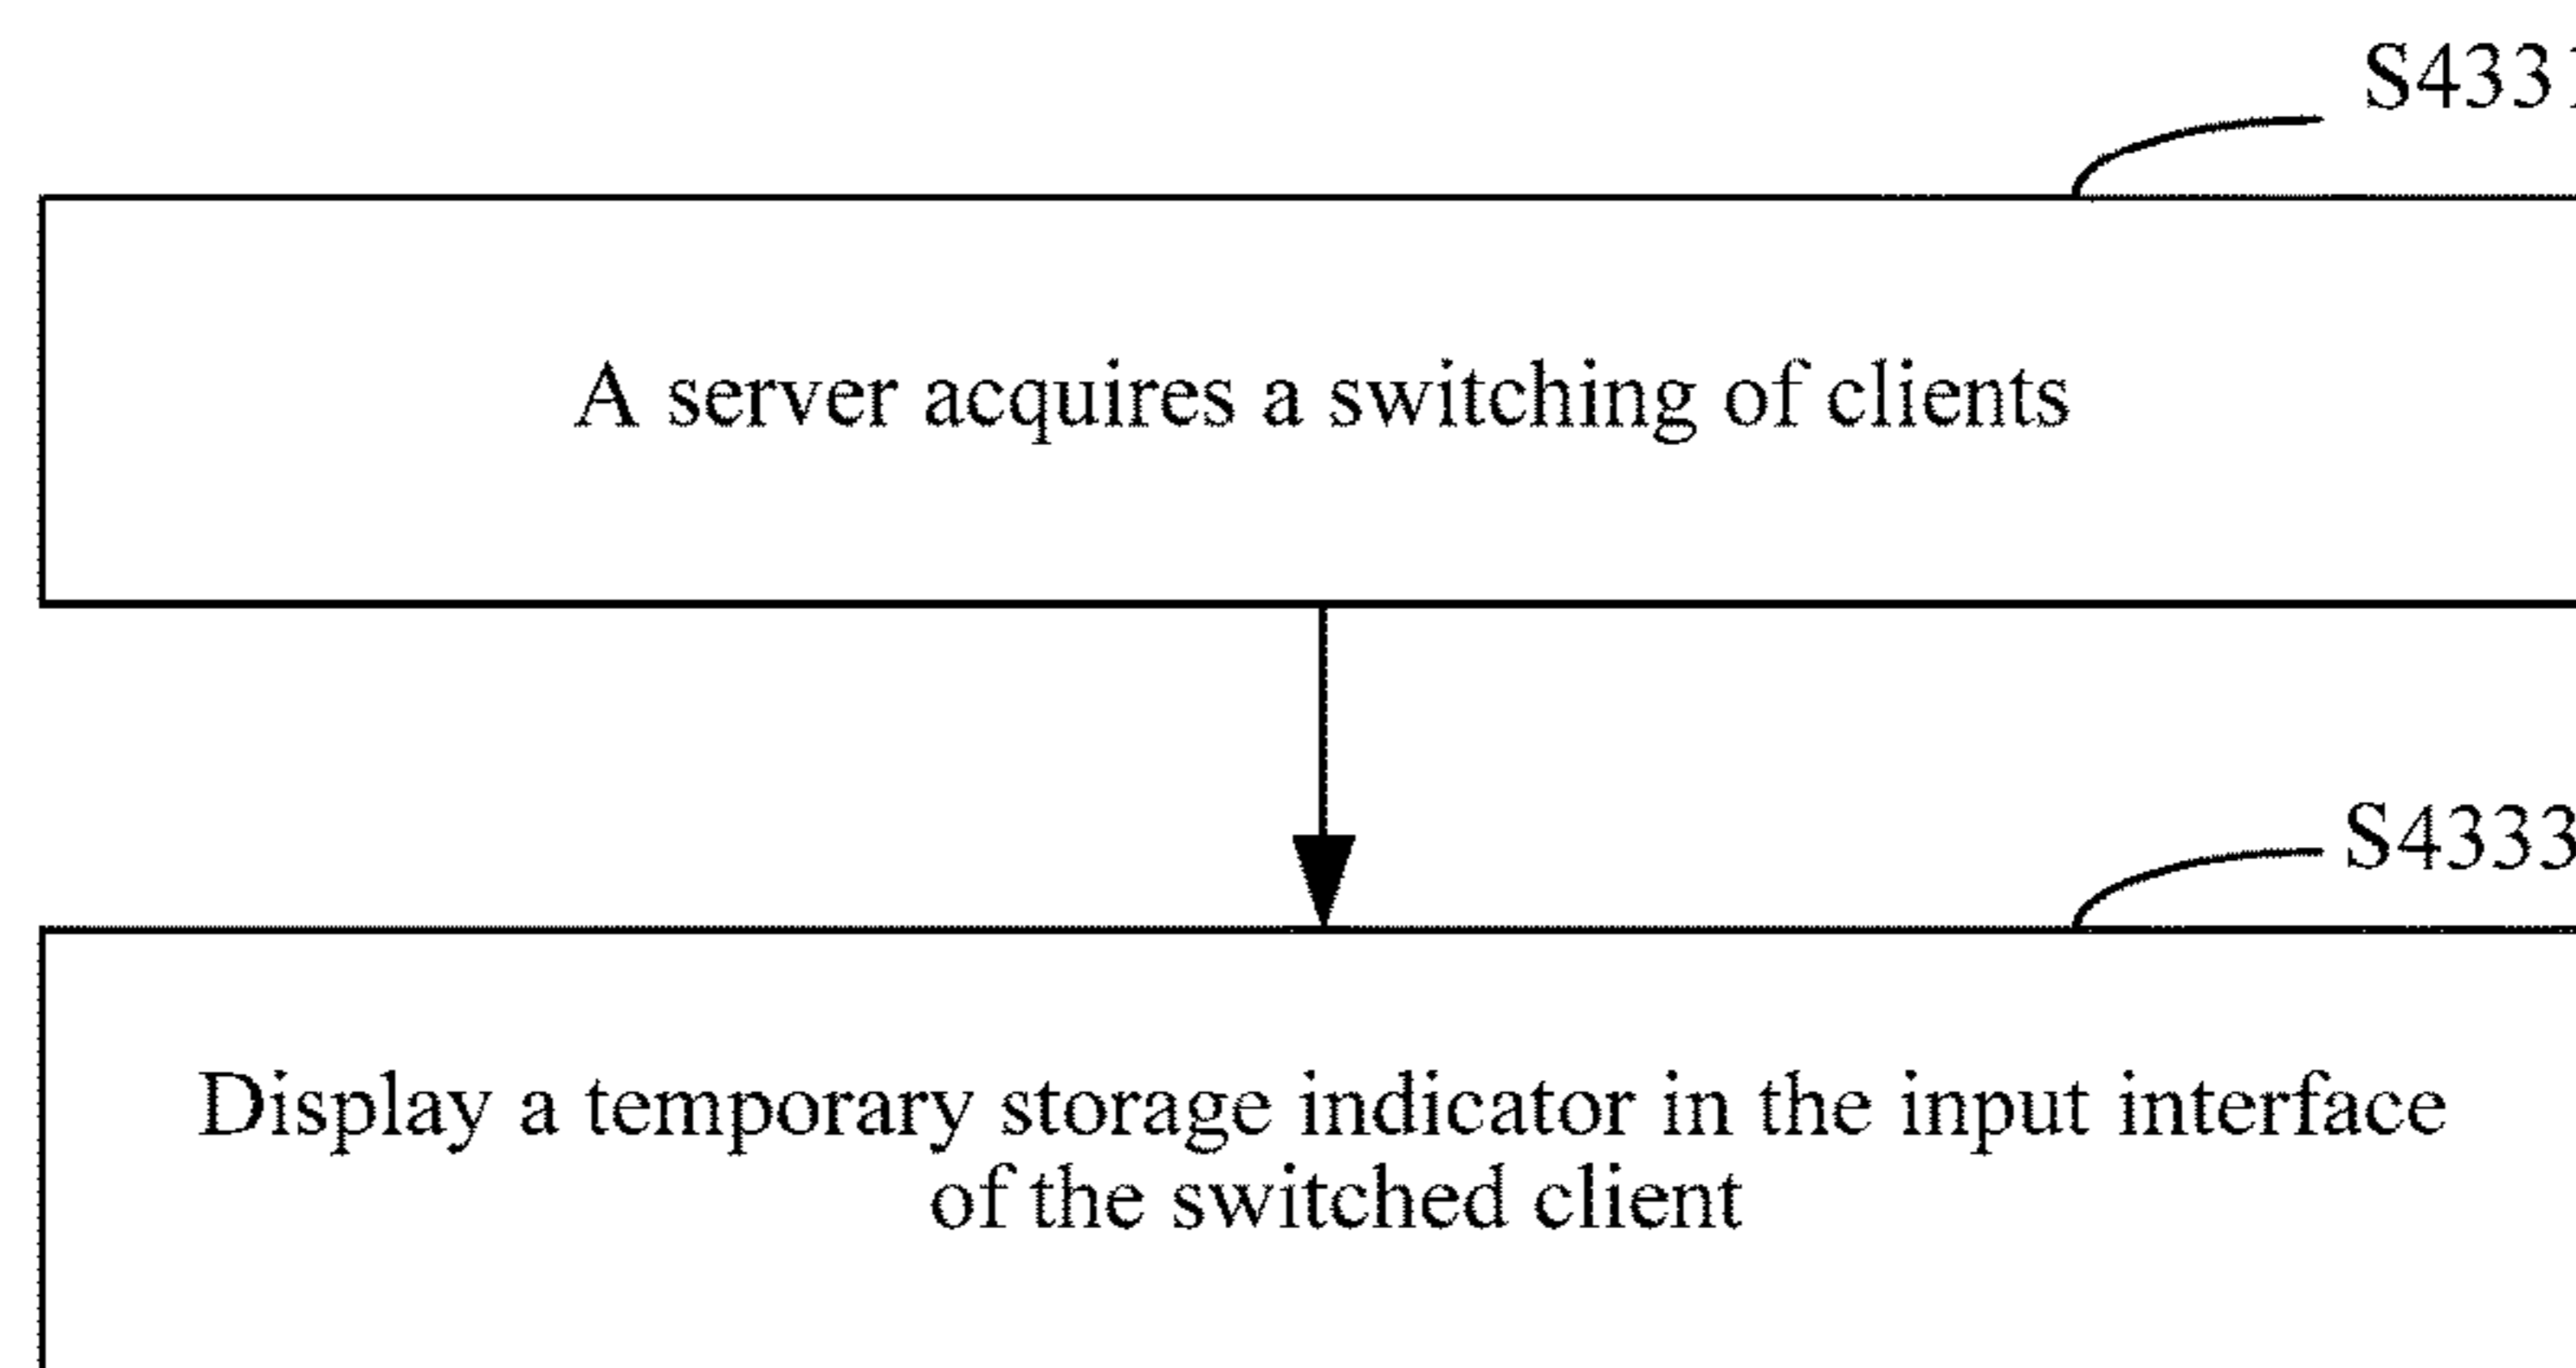 S4331
A server acquires a switching of clients
S4333
Display a temporary storage indicator in the input interface
of the switched client